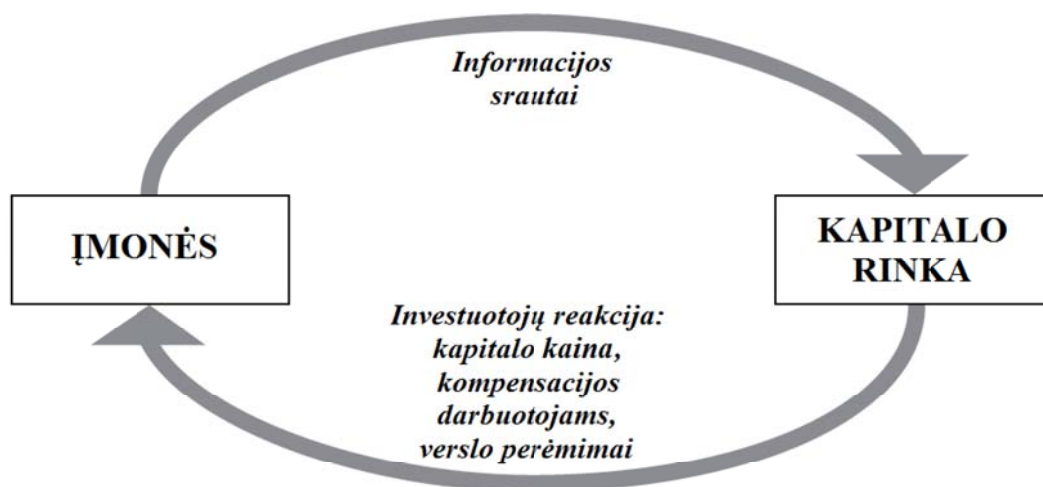 Informacijos
srautai
ĮMONĖS
KAPITALO
RINKA
Investuotojų reakcija:
kapitalo kaina,
kompensacijos
darbuotojams,
verslo perėmimai